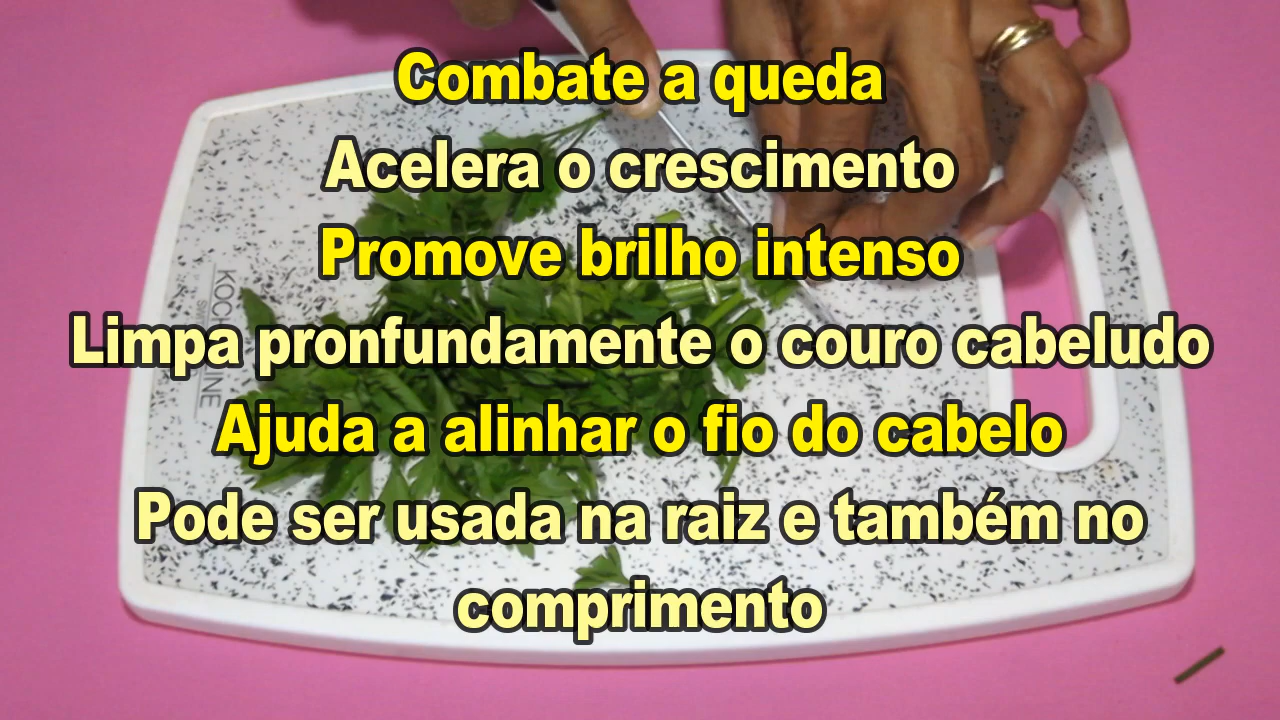 Combate a queda
Acelera o crescimento
Promove brilho intenso
Limpa pronfundamente o couro cabeludo
Ajuda a alinhar o fio do cabelo
Pode ser usada na raiz e também no
comprimento